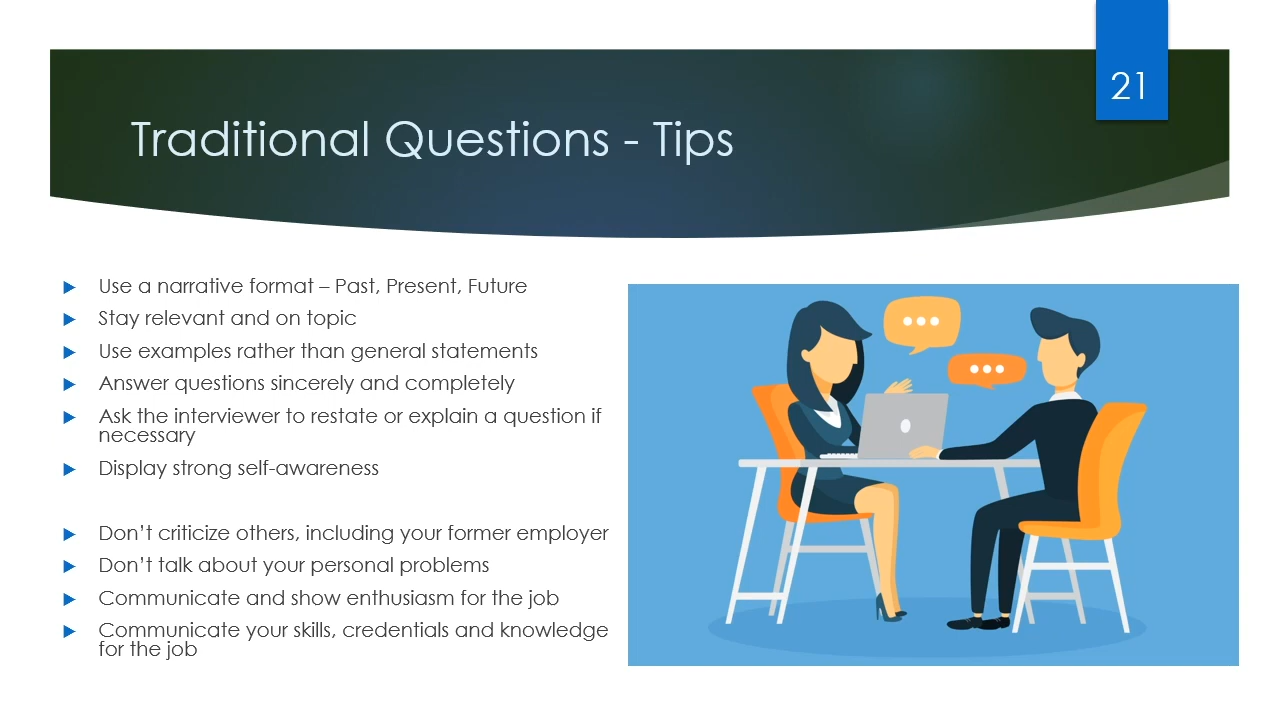 21
Traditional Questions - Tips
Use a narrative format – Past, Present, Future
Stay relevant and on topic
Use examples rather than general statements
Answer questions sincerely and completely
Ask the interviewer to restate or explain a question if
necessary
Display strong self-awareness
Don’t criticize others, including your former employer
Don’t talk about your personal problems
Communicate and show enthusiasm for the job
Communicate your skills, credentials and knowledge
for the job